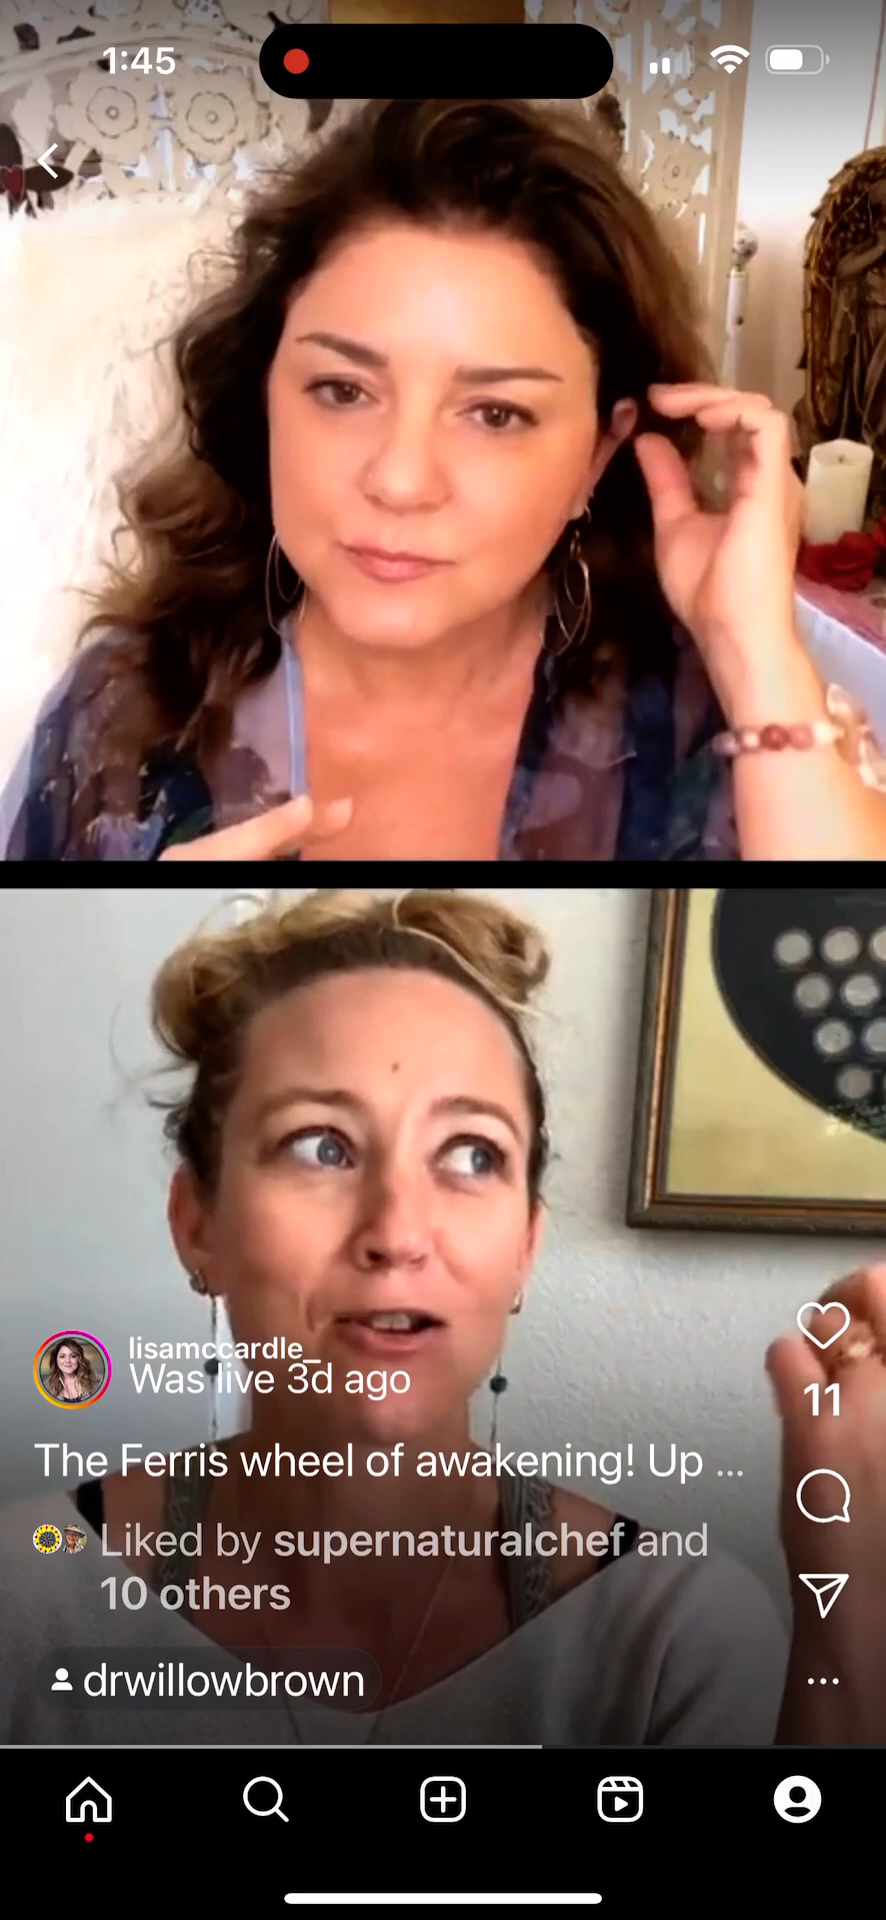 1:45
lisamccardle_
Was live 3d ago
The Ferris wheel of awakening! Up ...
Liked by supernaturalchef and
10 others
drwillowbrown
11